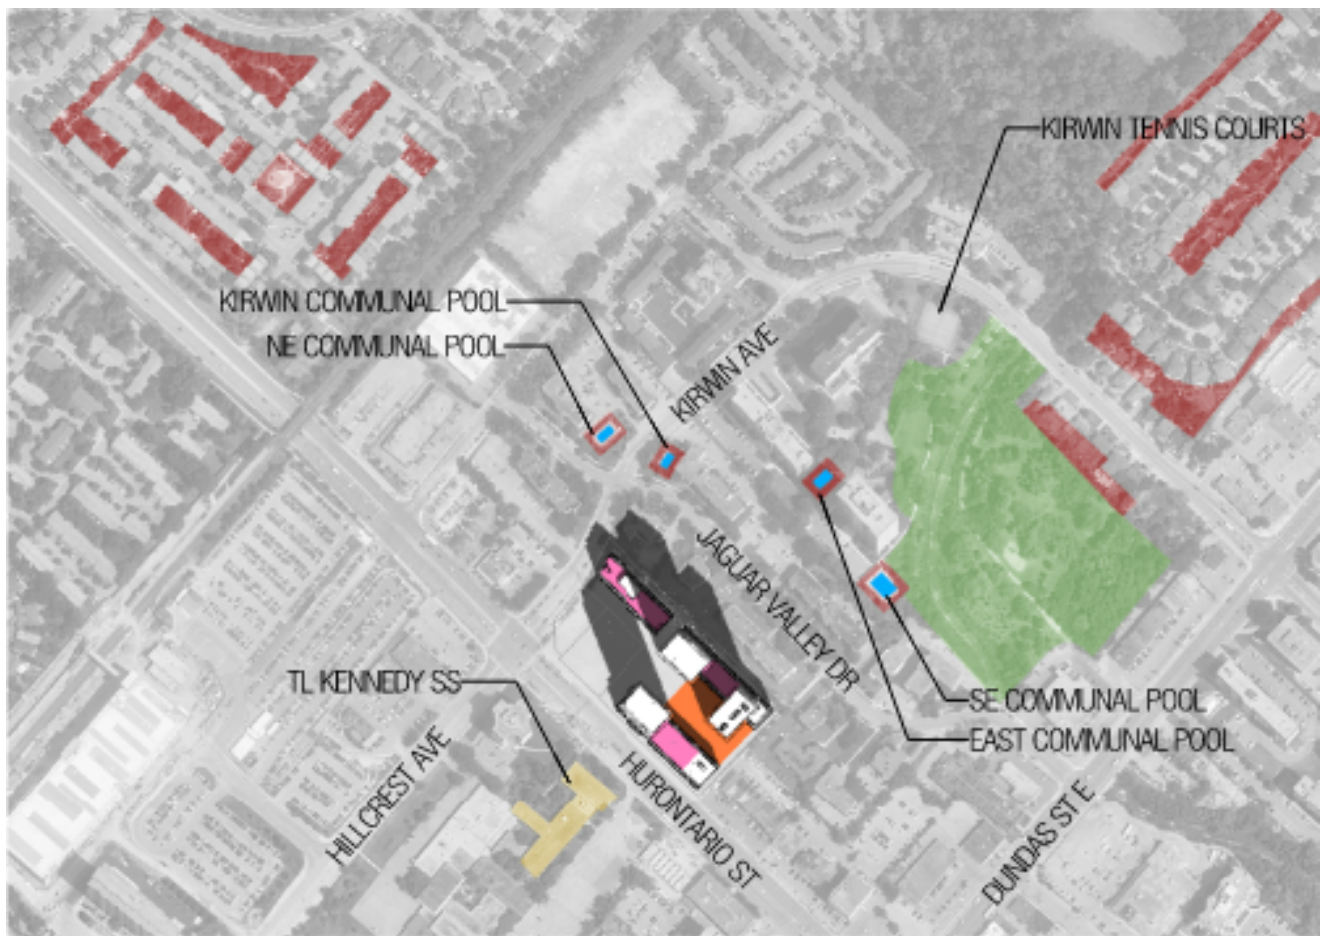 KIRWIN TENNIS COURTS
KIRWIN COMMUNAL POOL
NE COMMUNAL POOL
KIRWIN AVE
JAGUAR VALLEY DR
TL KENNEDY SS
SE COMMUNAL POOL
EAST COMMUNAL POOL
HILLCREST AVE
HURONTARIO ST
DUNDAS ST E